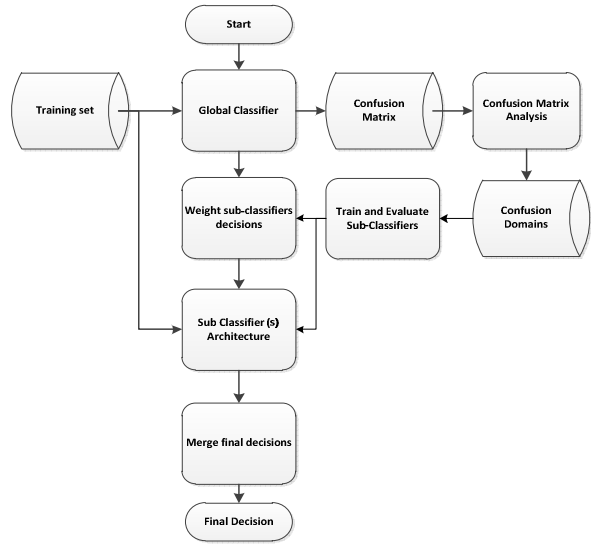 Start
Training set
Global Classifier
Confusion
Matrix
Confusion Matrix
Analysis
Weight sub-classifiers
decisions
Train and Evaluate
Sub-Classifiers
Confusion
Domains
Sub Classifier(s)
Architecture
Merge final decisions
Final Decision